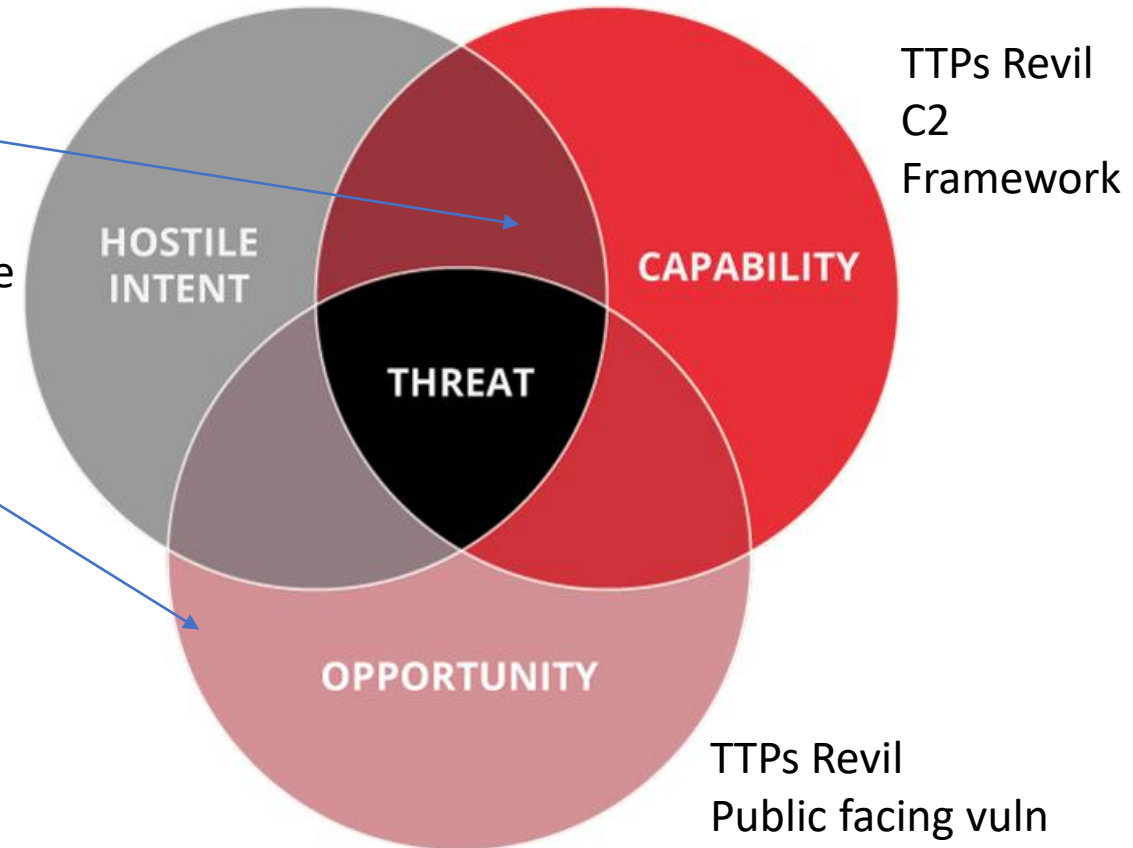 TTPs Revil
C2
Framework
HOSTILE
INTENT
CAPABILITY
e
THREAT
OPPORTUNITY
TTPs Revil
Public facing vuln